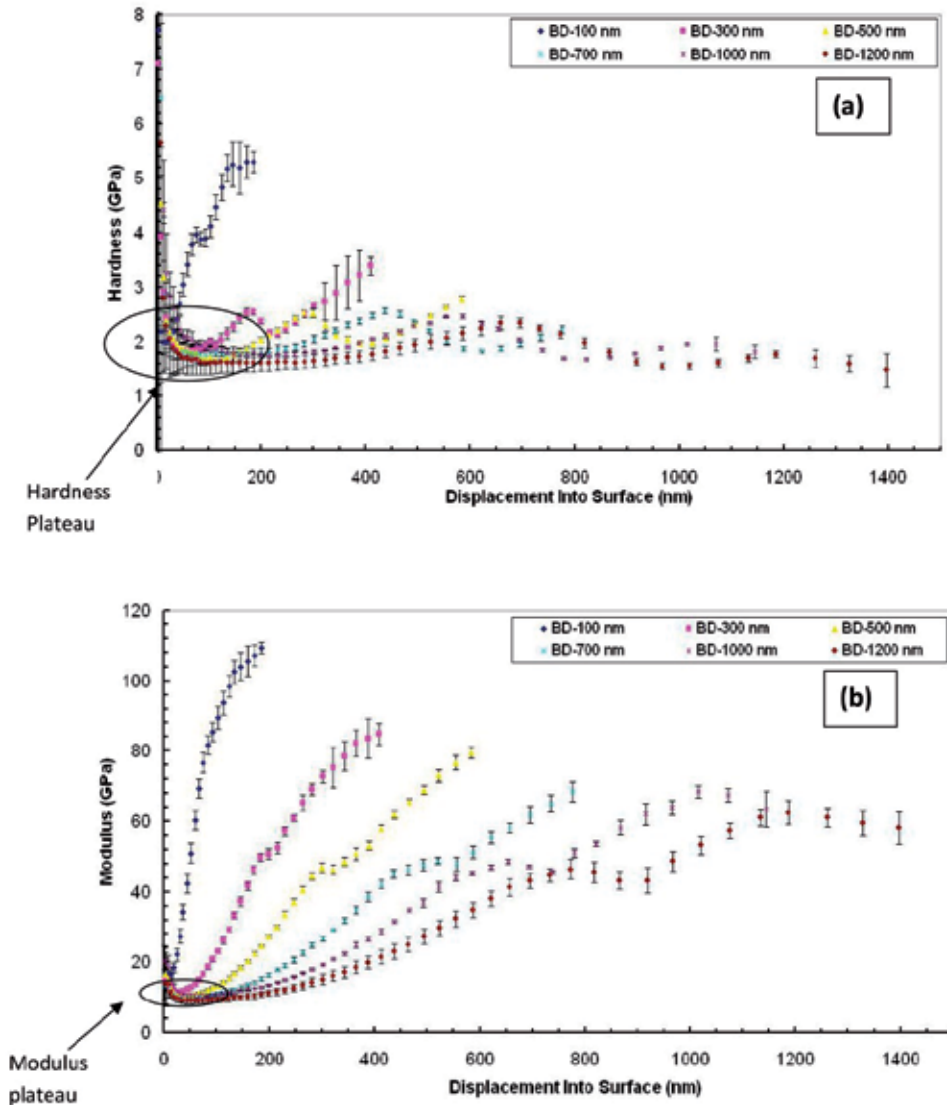 8
7
6
5
4
3
2
1
0
Hardness (GPa)
BD-100 nm BD-300 nm BD-500 nm
BD-700 nm BD-1000 nm BD-1200 nm
(a)
0 200 400 600 800 1000 1200 1400
Displacement Into Surface (nm)
Hardness
Plateau
120
100
80
60
40
20
0
Modulus (GPa)
BD-100 nm BD-300 nm BD-500 nm
BD-700 nm BD-1000 nm BD-1200 nm
(b)
0 200 400 600 800 1000 1200 1400
Displacement Into Surface (nm)
Modulus
plateau